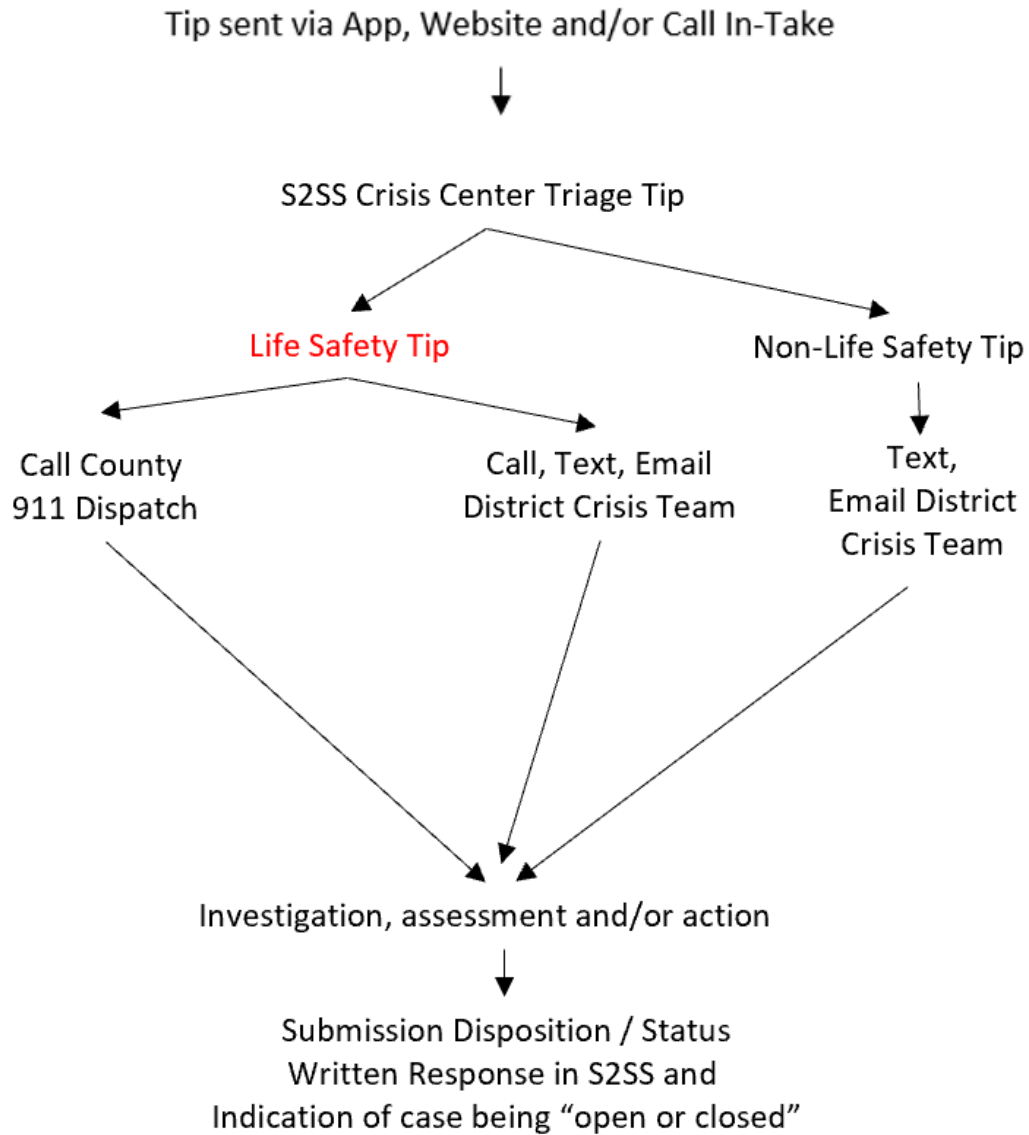 Tip sent via App, Website and/or Call In-Take
S2SS Crisis Center Triage Tip
Life Safety Tip
Non-Life Safety Tip
Call County
911 Dispatch
Call, Text, Email
District Crisis Team
Text,
Email District
Crisis Team
Investigation, assessment and/or action
Submission Disposition / Status
Written Response in S2SS and
Indication of case being “open or closed”